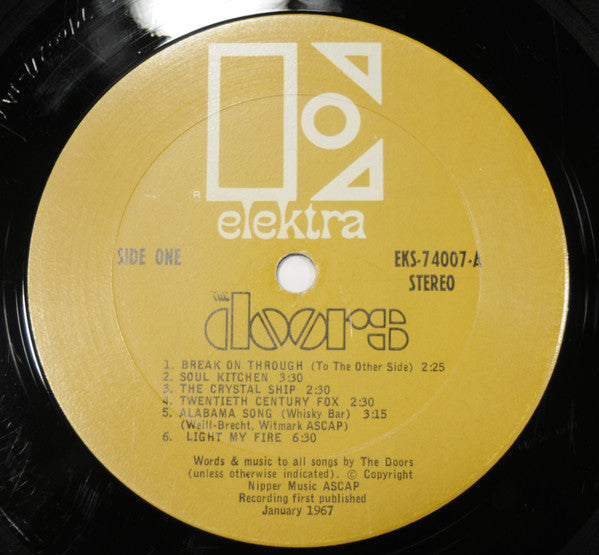 R
elektra
SIDE ONE
EKS-74007-A
STEREO
THE
doors
1. BREAK ON THROUGH (To The Other Side) 2:25
2. SOUL KITCHEN 3:30
3. THE CRYSTAL SHIP 2:30
4. TWENTIETH CENTURY FOX 2:30
5. ALABAMA SONG (Whisky Bar) 3:15
(Weill-Brecht, Witmark ASCAP)
6. LIGHT MY FIRE 6:30
Words & music to all songs by The Doors
(unless otherwise indicated). © Copyright
Nipper Music ASCAP
Recording first published
January 1967